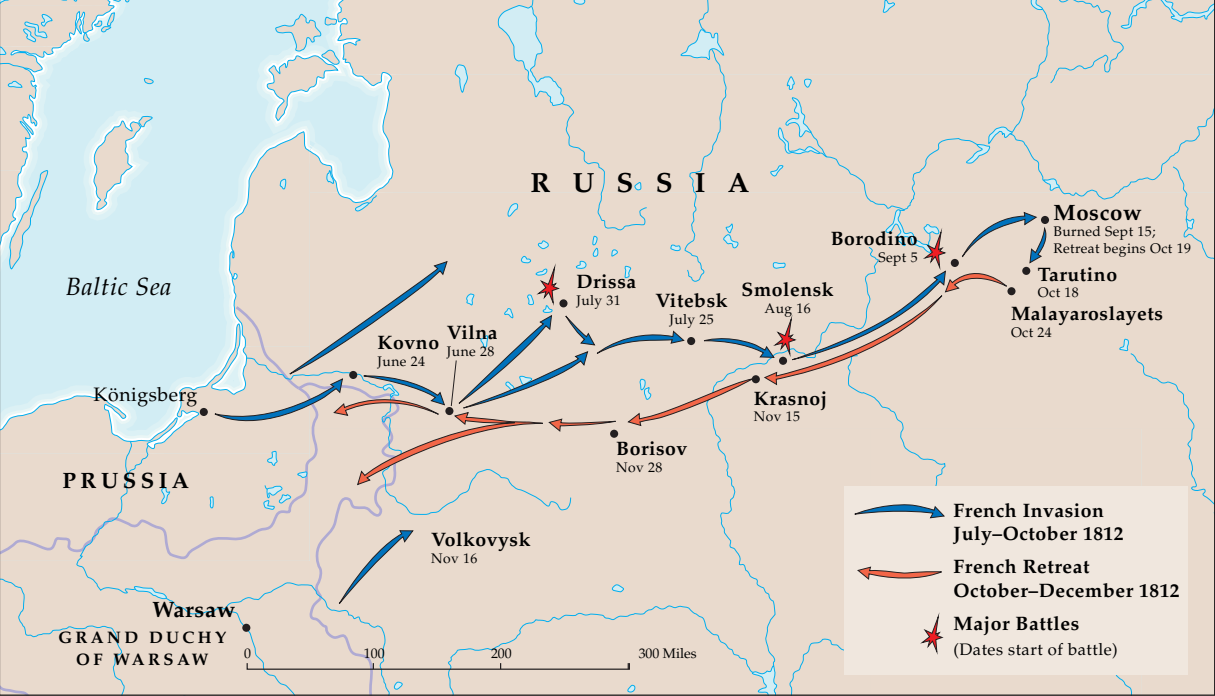 RUSSIA
Moscow
Burned Sept 15;
Retreat begins Oct 19
Borodino
Sept 5
Tarutino
Oct 18
Malayaroslayets
Oct 24
Baltic Sea
Drissa
July 31
Vitebsk
July 25
Smolensk
Aug 16
Kovno
June 24
Vilna
June 28
Königsberg
Krasnoj
Nov 15
Borisov
Nov 28
PRUSSIA
Volkovysk
Nov 16
Warsaw
GRAND DUCHY
OF WARSAW
0 100 200 300 Miles
French Invasion
July–October 1812
French Retreat
October–December 1812
Major Battles
(Dates start of battle)